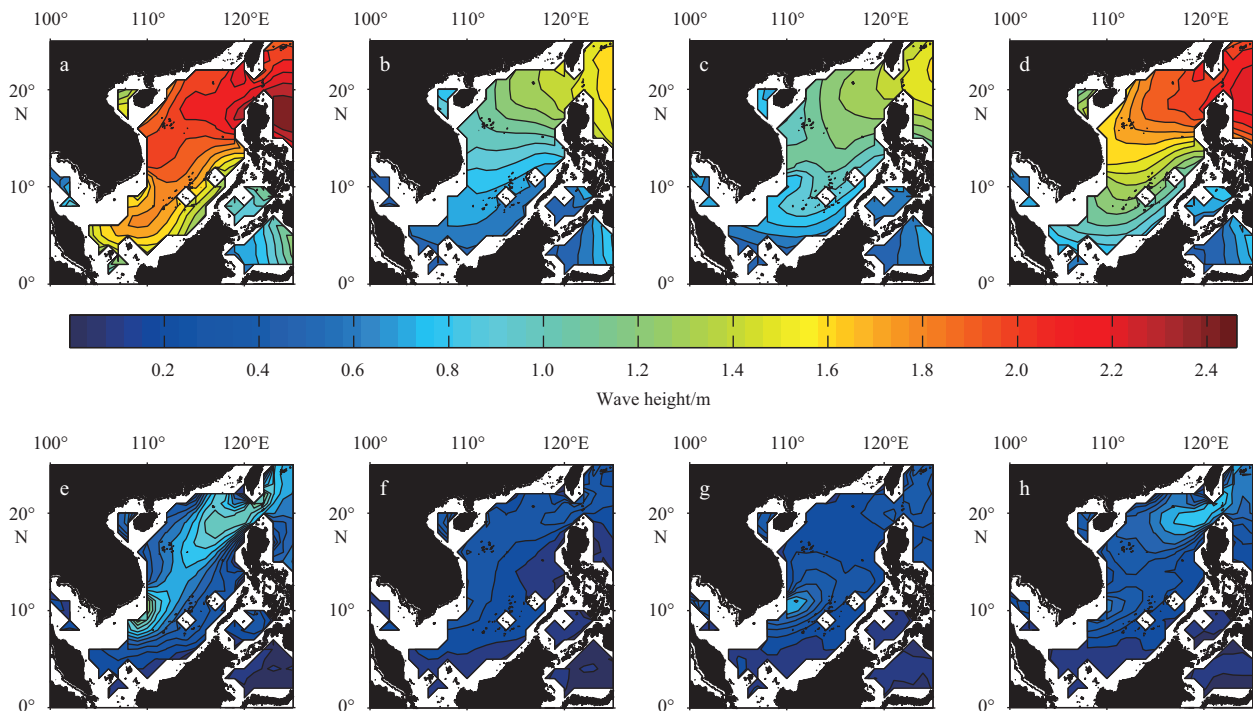 100° 110° 120°E 100° 110° 120°E 100° 110° 120°E 100° 110° 120°E
a b c d
20° 20° 20° 20°
N N N N
10° 10° 10° 10°
0° 0° 0° 0°
0.2 0.4 0.6 0.8 1.0 1.2 1.4 1.6 1.8 2.0 2.2 2.4
Wave height/m
100° 110° 120°E 100° 110° 120°E 100° 110° 120°E 100° 110° 120°E
e f g h
20° 20° 20° 20°
N N N N
10° 10° 10° 10°
0° 0° 0° 0°